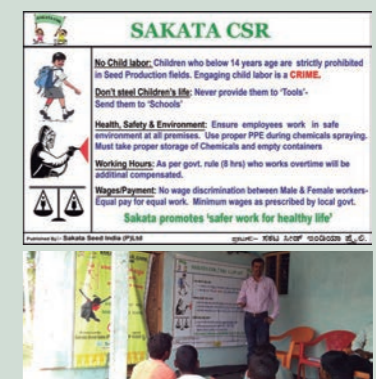 SAKATA CSR
No Child labor: Children who below 14 years age are strictly prohibited
in Seed Production fields. Engaging child labor is a CRIME.
Don't steel Children's life: Never provide them to 'Tools'-
Send them to 'Schools'
Health, Safety & Environment: Ensure employees work in safe
environment at all premises. Use proper PPE during chemicals spraying.
Must take proper storage of Chemicals and empty containers
Working Hours: As per govt. rule (8 hrs) who works overtime will be
additinal compensated.
Wages/Payment: No wage discrimination between Male & Female workers-
Equal pay for equal work. Minimum wages as prescribed by local govt.
Sakata promotes 'safer work for healthy life'
Published by:- Sakata Seed India (P)Ltd
ಸಕಟ ಸೀಡ್ ಇಂಡಿಯಾ ಪ್ರೈ.ಲಿ.